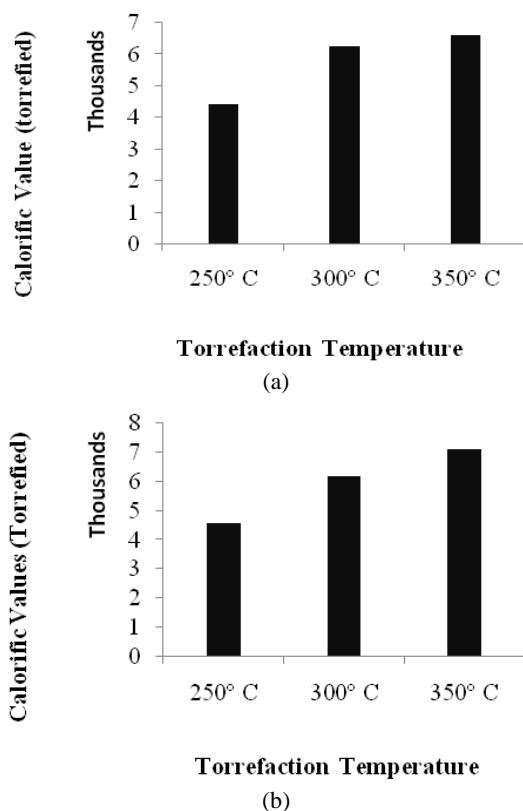 Calorific Value (torrefied)
Thousands
7
6
5
4
3
2
1
0
250° C 300° C 350° C
Torrefaction Temperature
(a)
Calorific Values (Torrefied)
Thousands
8
7
6
5
4
3
2
1
0
250° C 300° C 350° C
Torrefaction Temperature
(b)